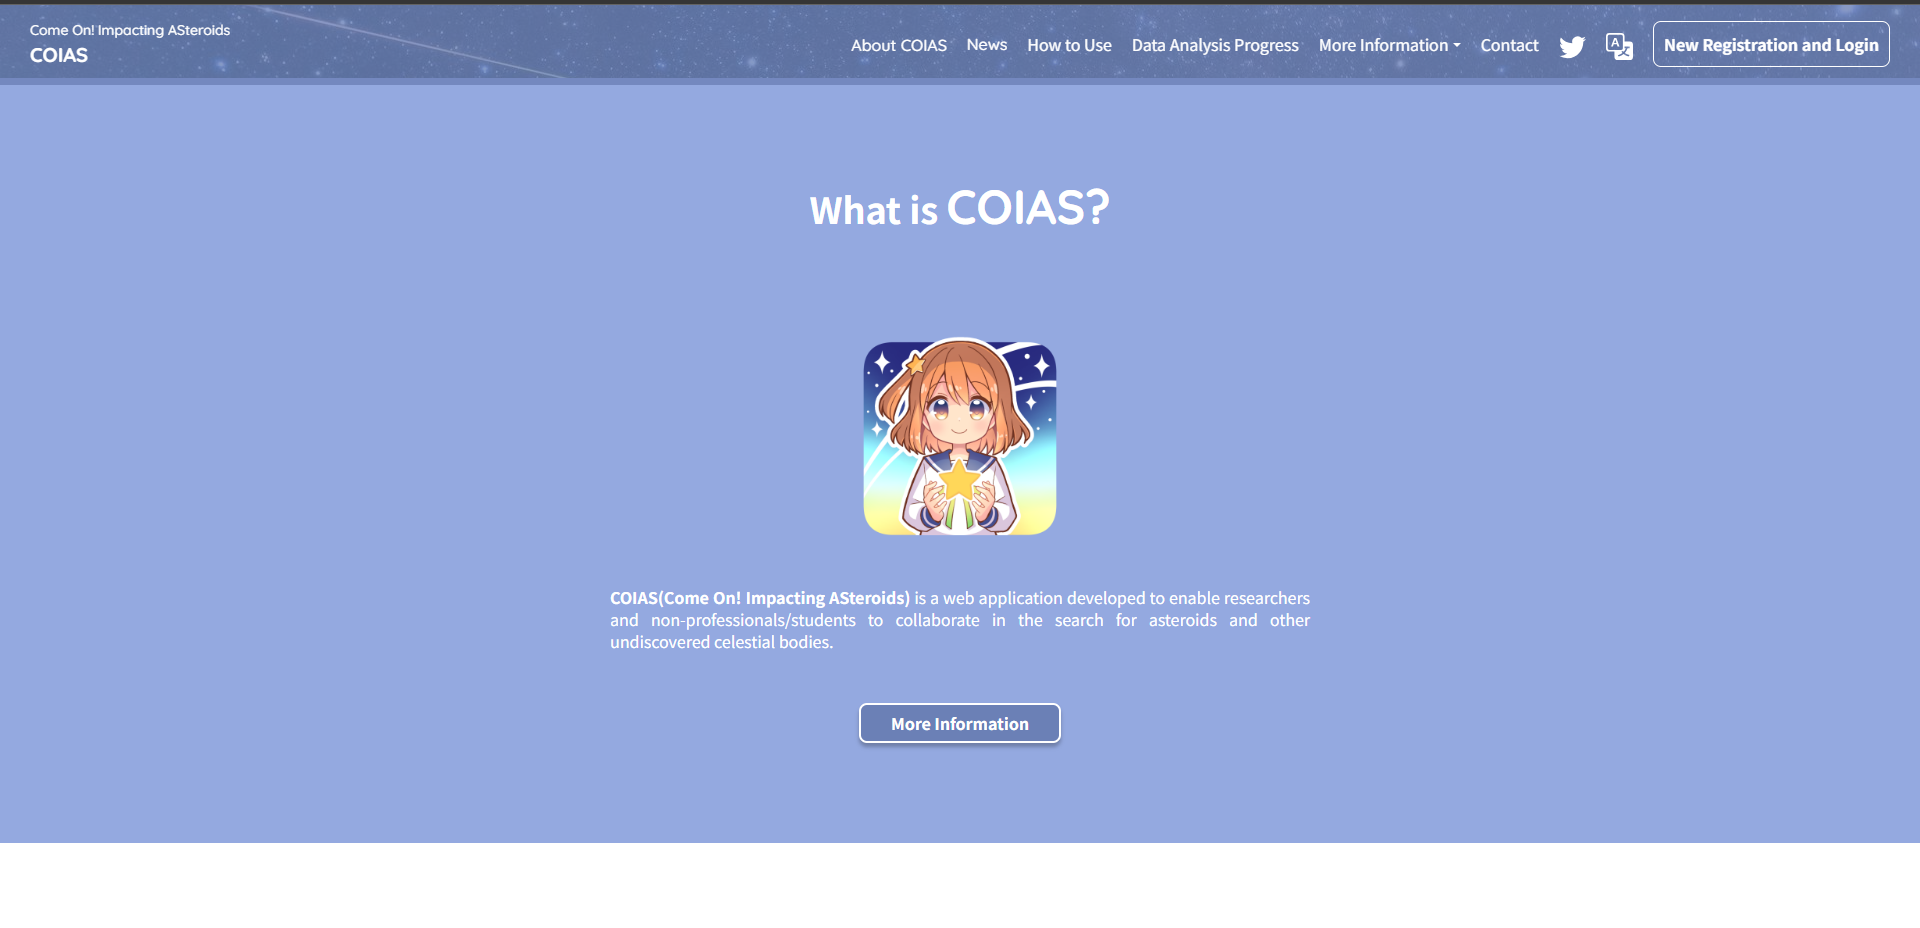 Come On! Impacting ASteroids
COIAS
About COIAS
News
How to Use
Data Analysis Progress
More Information
Contact
New Registration and Login
What is COIAS?
COIAS(Come On! Impacting ASteroids) is a web application developed to enable researchers
and non-professionals/students to collaborate in the search for asteroids and other
undiscovered celestial bodies.
More Information